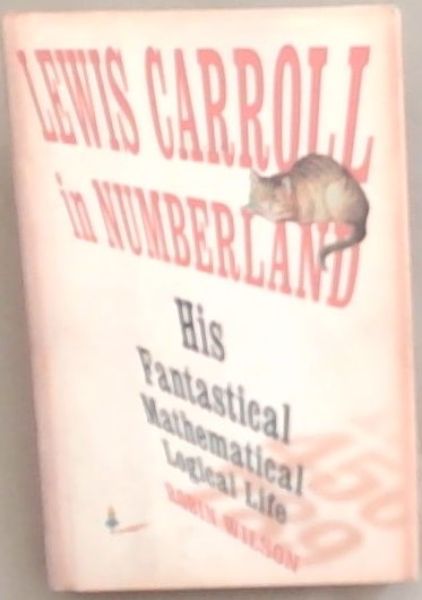 LEWIS CARROLL
in NUMBERLAND
His
Fantastical
Mathematical
Logical Life
ROBIN WILSON